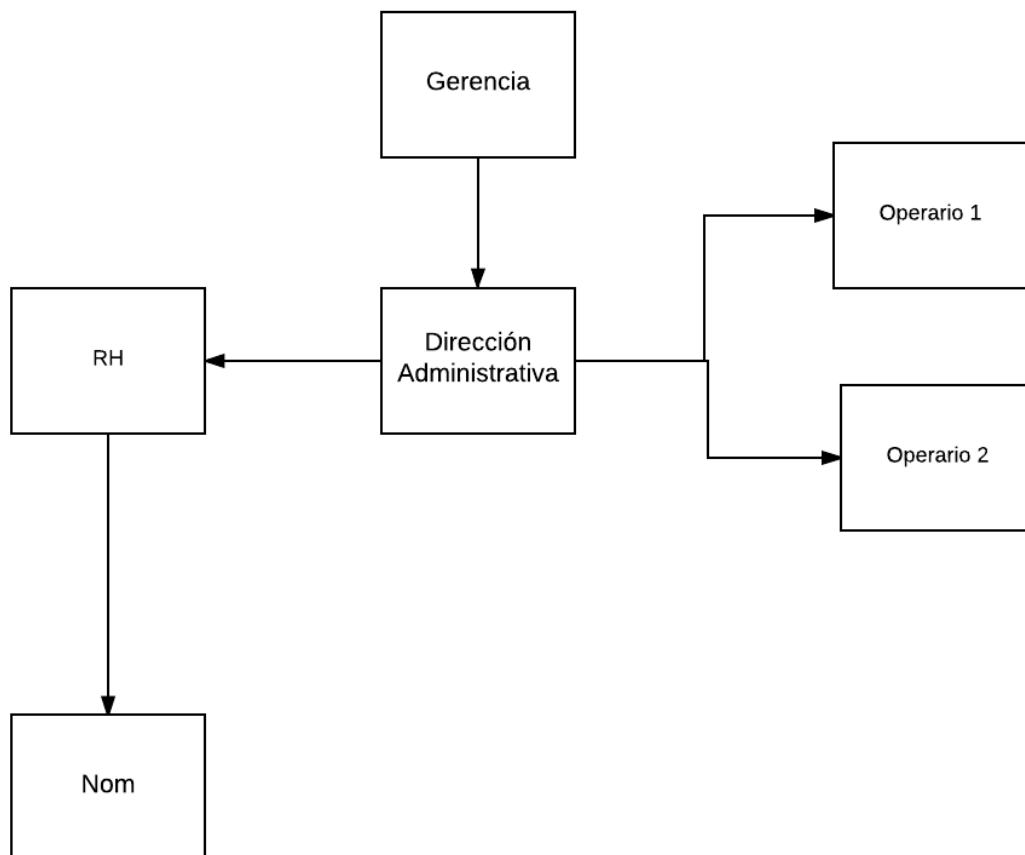 Gerencia
Operario 1
RH
Dirección
Administrativa
Operario 2
Nom